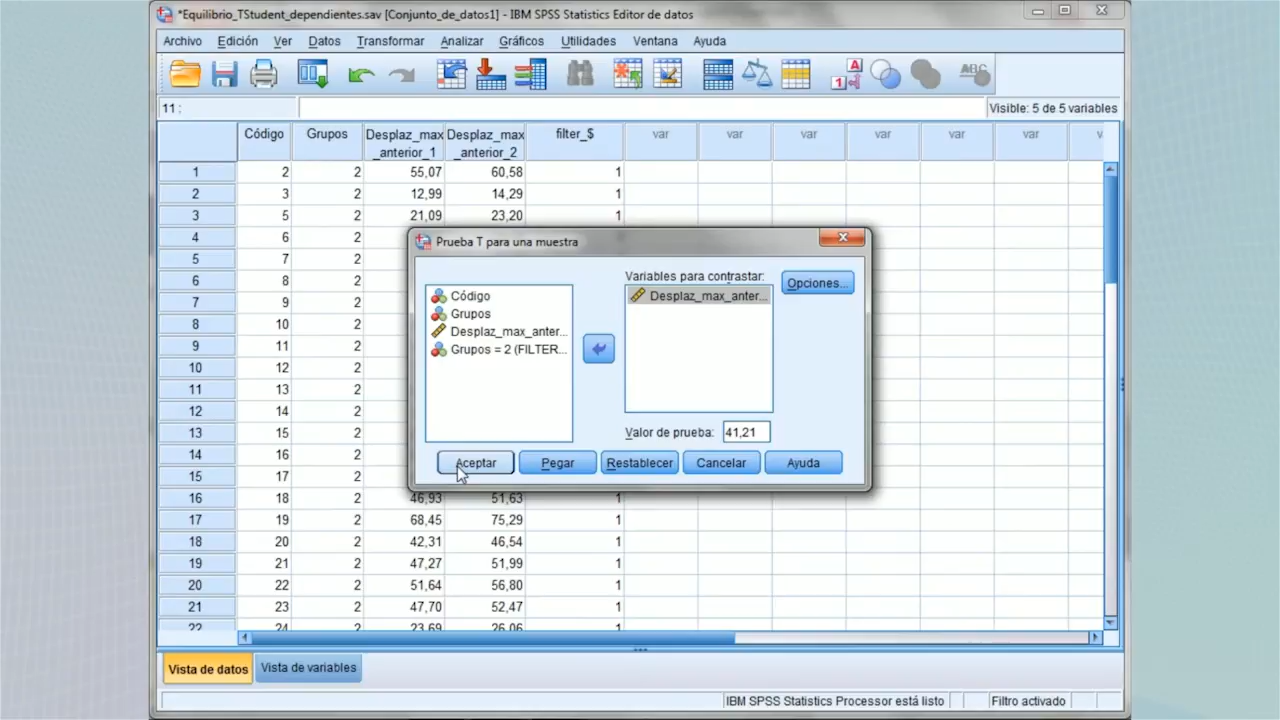 *Equilibrio_TStudent_dependientes.sav [Conjunto_de_datos1] - IBM SPSS Statistics Editor de datos
Archivo Edición Ver Datos Transformar Analizar Gráficos Utilidades Ventana Ayuda
11 : Visible: 5 de 5 variables
Código Grupos Desplaz_max_anterior_1 Desplaz_max_anterior_2 filter_$ var var var var var var v
1 2 2 55,07 60,58 1
2 3 2 12,99 14,29 1
3 5 2 21,09 23,20 1
4 6 2
5 7 2
6 8 2
7 9 2
8 10 2
9 11 2
10 12 2
11 13 2
12 14 2
13 15 2
14 16 2
15 17 2
16 18 2 46,93 51,63 1
17 19 2 68,45 75,29 1
18 20 2 42,31 46,54 1
19 21 2 47,27 51,99 1
20 22 2 51,64 56,80 1
21 23 2 47,70 52,47 1
22 24 2 23,69 26,06 1
Prueba T para una muestra
Variables para contrastar:
Opciones...
Código
Grupos
Desplaz_max_anter...
Grupos = 2 (FILTER...
Desplaz_max_anter...
Valor de prueba: 41,21
Aceptar Pegar Restablecer Cancelar Ayuda
Vista de datos Vista de variables
IBM SPSS Statistics Processor está listo Filtro activado